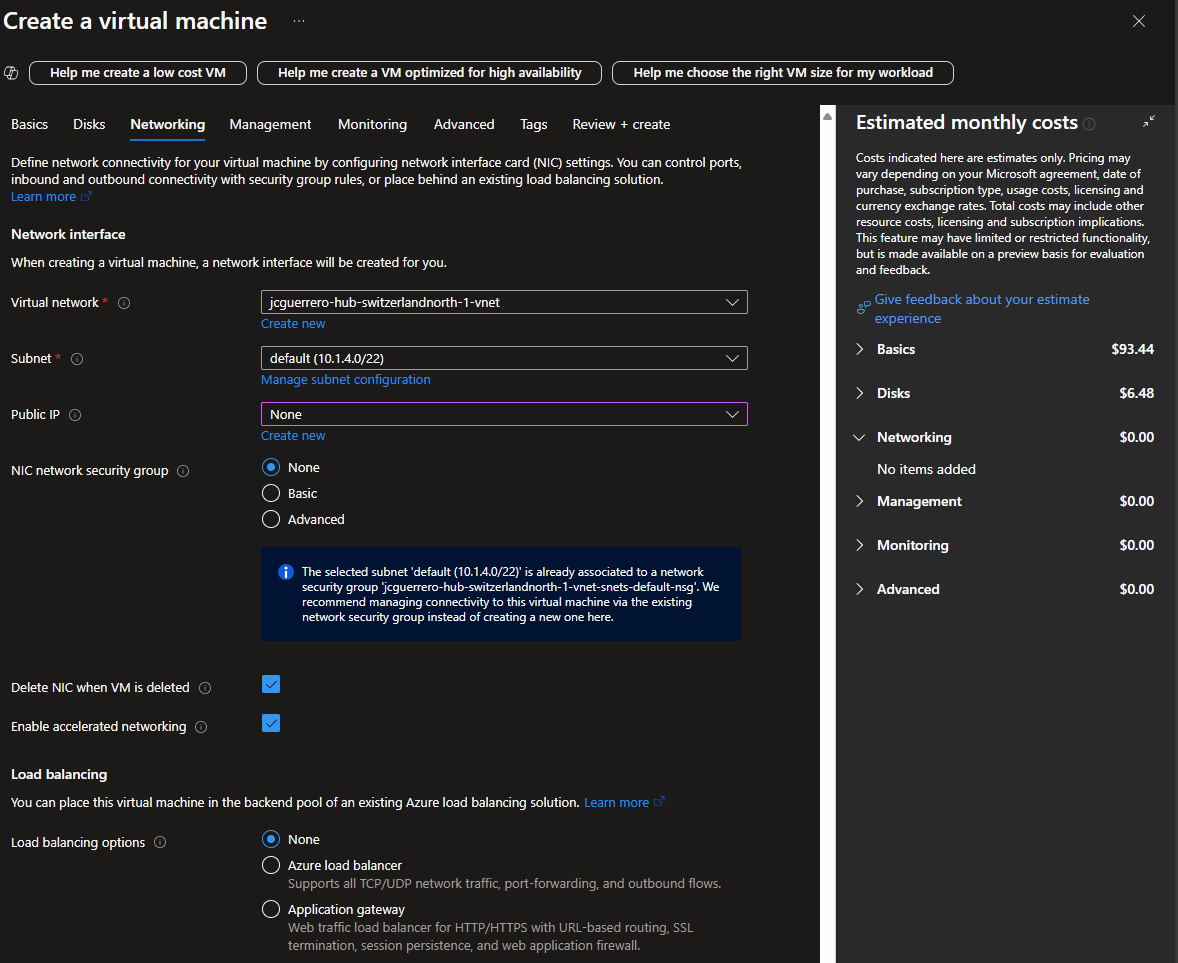 Create a virtual machine ...
Help me create a low cost VM
Help me create a VM optimized for high availability
Help me choose the right VM size for my workload
Basics
Disks
Networking
Management
Monitoring
Advanced
Tags
Review + create
Define network connectivity for your virtual machine by configuring network interface card (NIC) settings. You can control ports,
inbound and outbound connectivity with security group rules, or place behind an existing load balancing solution.
Learn more
Network interface
When creating a virtual machine, a network interface will be created for you.
Virtual network *
jcguerrero-hub-switzerlandnorth-1-vnet
Create new
Subnet *
default (10.1.4.0/22)
Manage subnet configuration
Public IP
None
Create new
NIC network security group
None
Basic
Advanced
The selected subnet 'default (10.1.4.0/22)' is already associated to a network
security group 'jcguerrero-hub-switzerlandnorth-1-vnet-snets-default-nsg'. We
recommend managing connectivity to this virtual machine via the existing
network security group instead of creating a new one here.
Delete NIC when VM is deleted
Enable accelerated networking
Load balancing
You can place this virtual machine in the backend pool of an existing Azure load balancing solution. Learn more
Load balancing options
None
Azure load balancer
Supports all TCP/UDP network traffic, port-forwarding, and outbound flows.
Application gateway
Web traffic load balancer for HTTP/HTTPS with URL-based routing, SSL
termination, session persistence, and web application firewall.
Estimated monthly costs
Costs indicated here are estimates only. Pricing may
vary depending on your Microsoft agreement, date of
purchase, subscription type, usage costs, licensing and
currency exchange rates. Total costs may include other
resource costs, licensing and subscription implications.
This feature may have limited or restricted functionality,
but is made available on a preview basis for evaluation
and feedback.
Give feedback about your estimate
experience
Basics $93.44
Disks $6.48
Networking $0.00
No items added
Management $0.00
Monitoring $0.00
Advanced $0.00